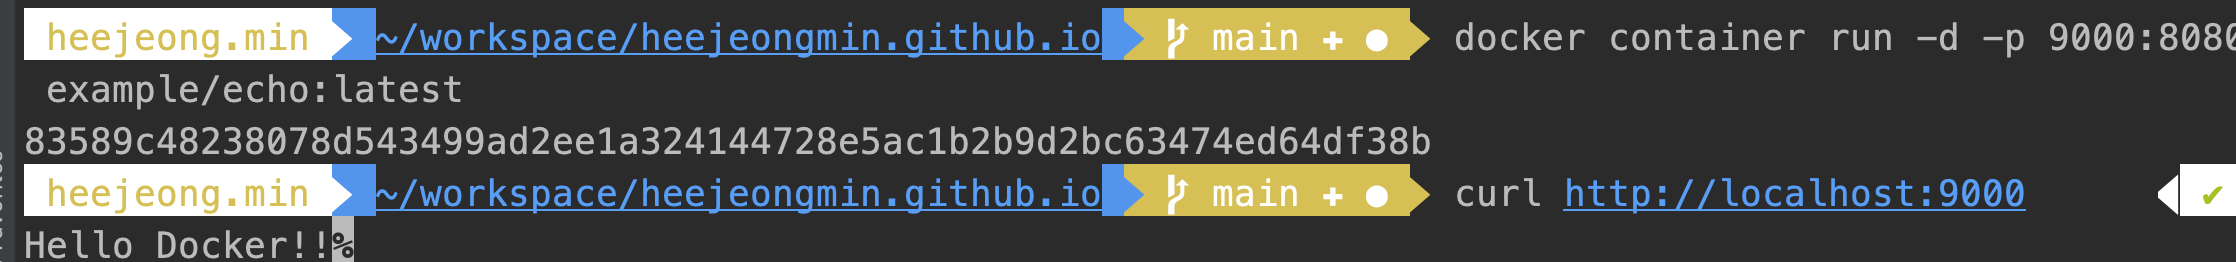 heejeong.min ~/workspace/heejeongmin.github.io main + ● docker container run -d -p 9000:8080
example/echo:latest
83589c48238078d543499ad2ee1a324144728e5ac1b2b9d2bc63474ed64df38b
heejeong.min ~/workspace/heejeongmin.github.io main + ● curl http://localhost:9000 ✔
Hello Docker!!%